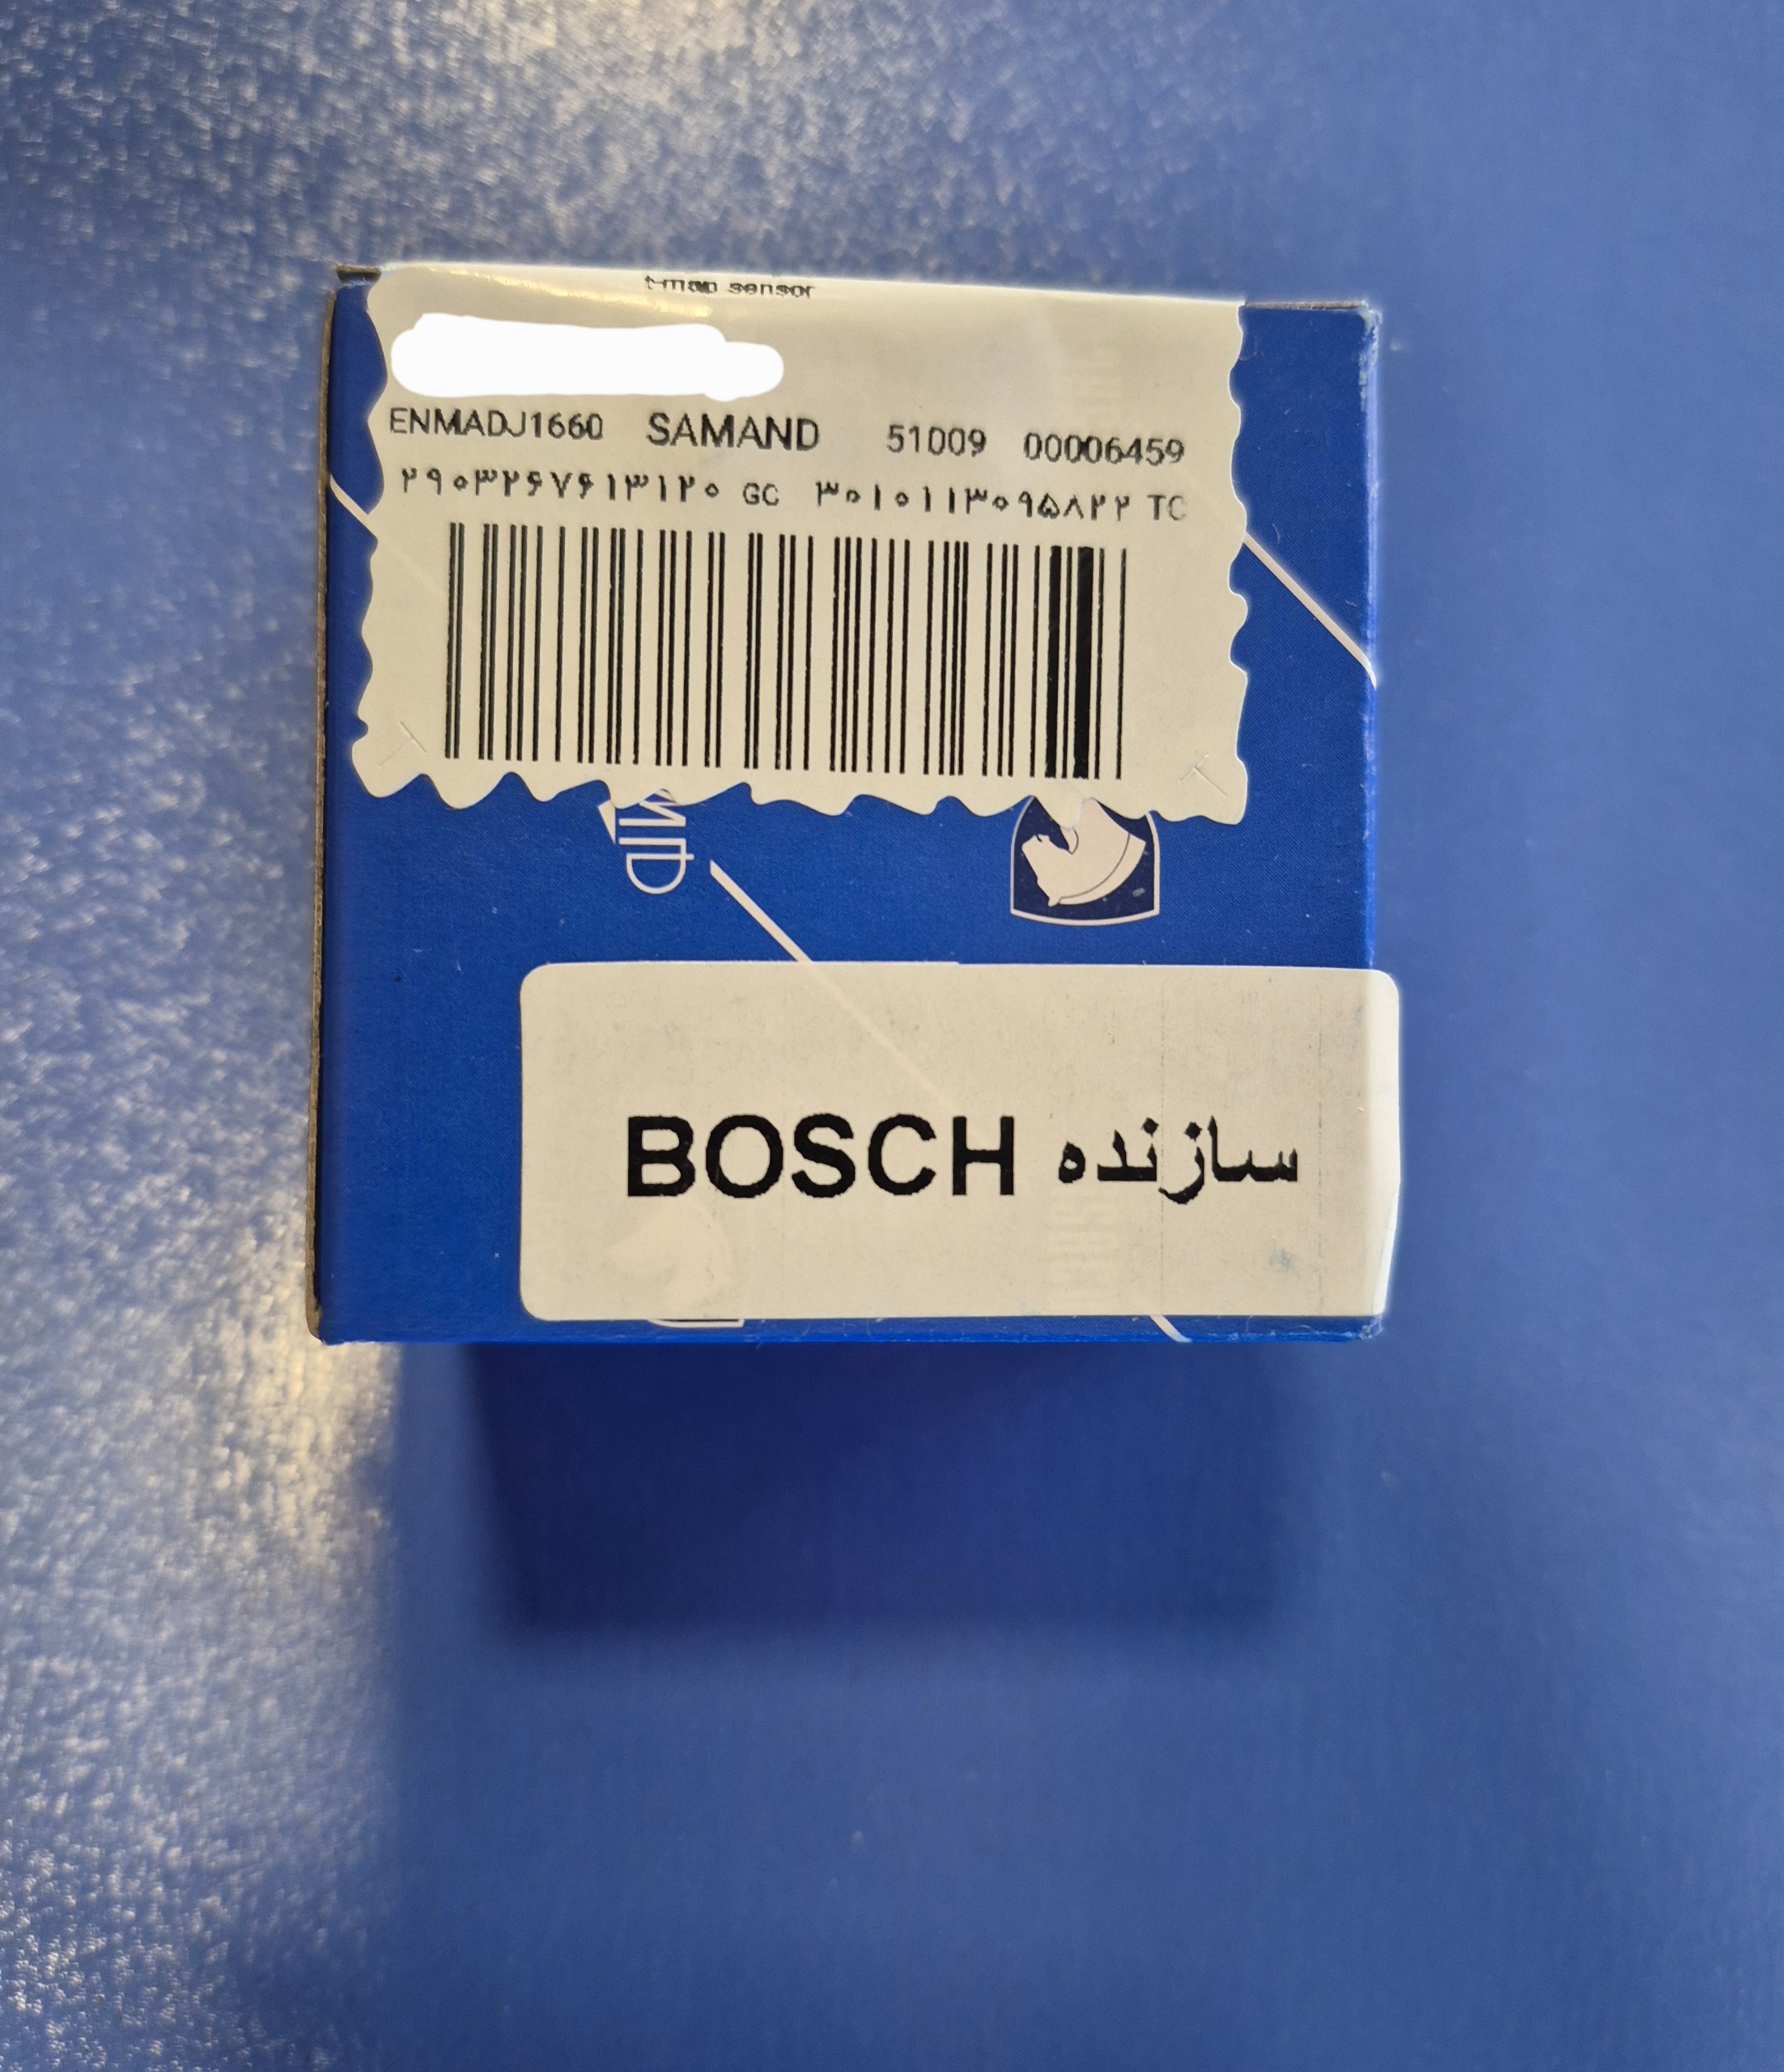 t-map sensor
ENMADJ1660 SAMAND 51009 00006459
۲۹۰۳۲۶۷۶۱۳۱۲۰ GC ۳۰۱۰۱۱۳۰۹۵۸۲۲ TC
سازنده BOSCH